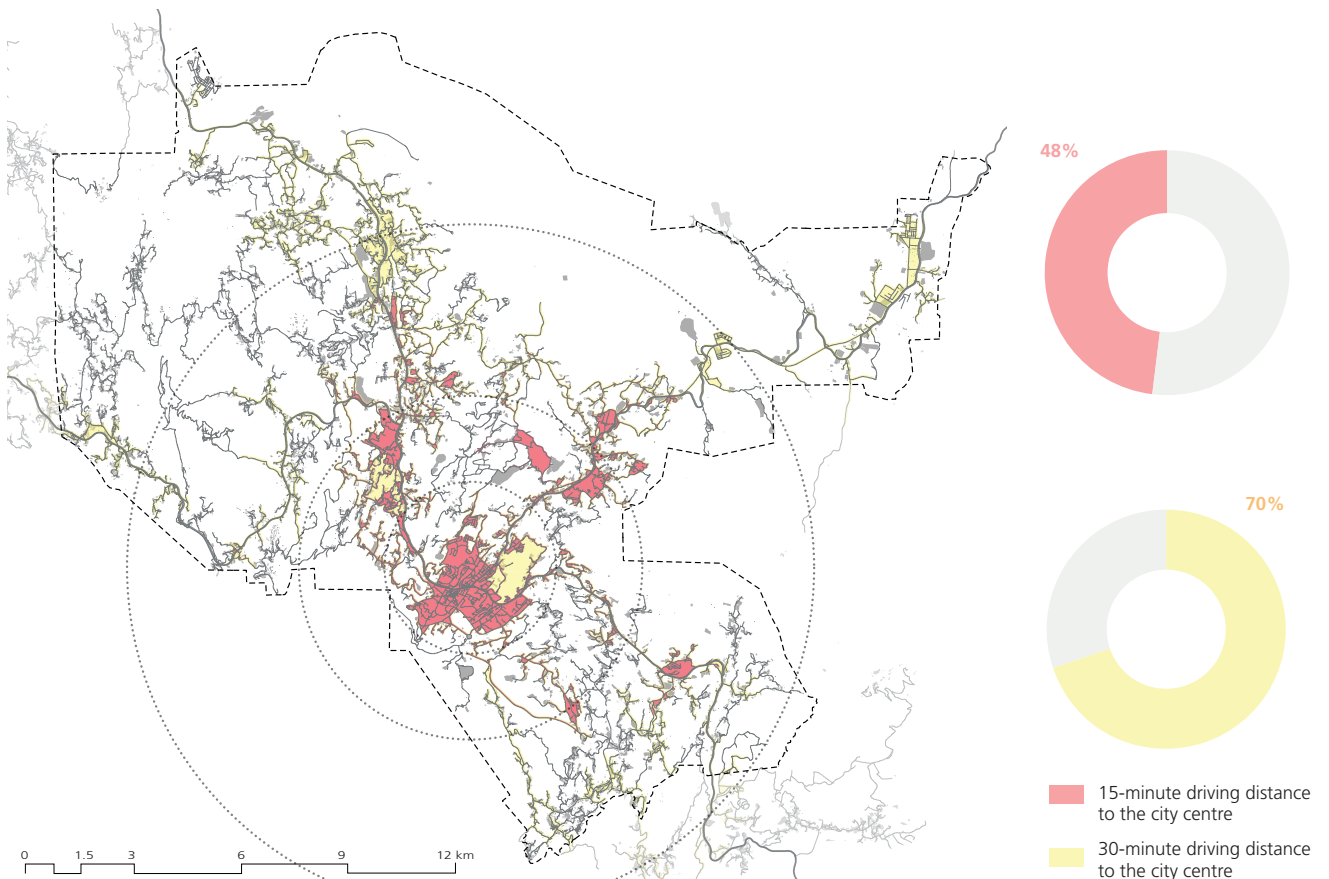 48%
70%
15-minute driving distance
to the city centre
30-minute driving distance
to the city centre
0 1.5 3 6 9 12 km